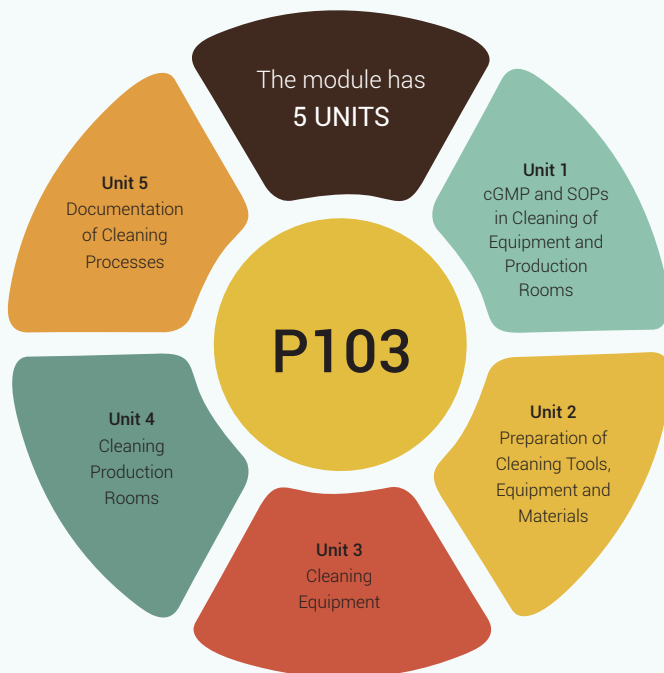 The module has
5 UNITS
Unit 1
cGMP and SOPs
in Cleaning of
Equipment and
Production
Rooms
Unit 2
Preparation of
Cleaning Tools,
Equipment and
Materials
Unit 3
Cleaning
Equipment
Unit 4
Cleaning
Production
Rooms
Unit 5
Documentation
of Cleaning
Processes
P103